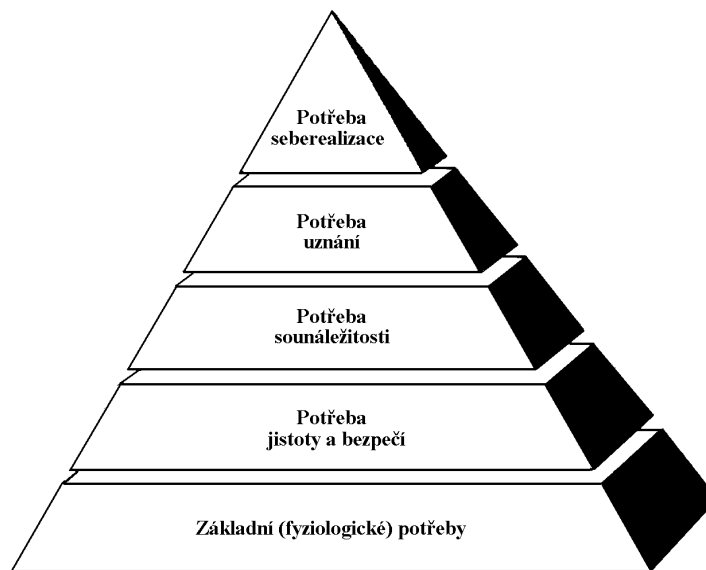 Potřeba
seberealizace
Potřeba
uznání
Potřeba
sounáležitosti
Potřeba
jistoty a bezpečí
Základní (fyziologické) potřeby